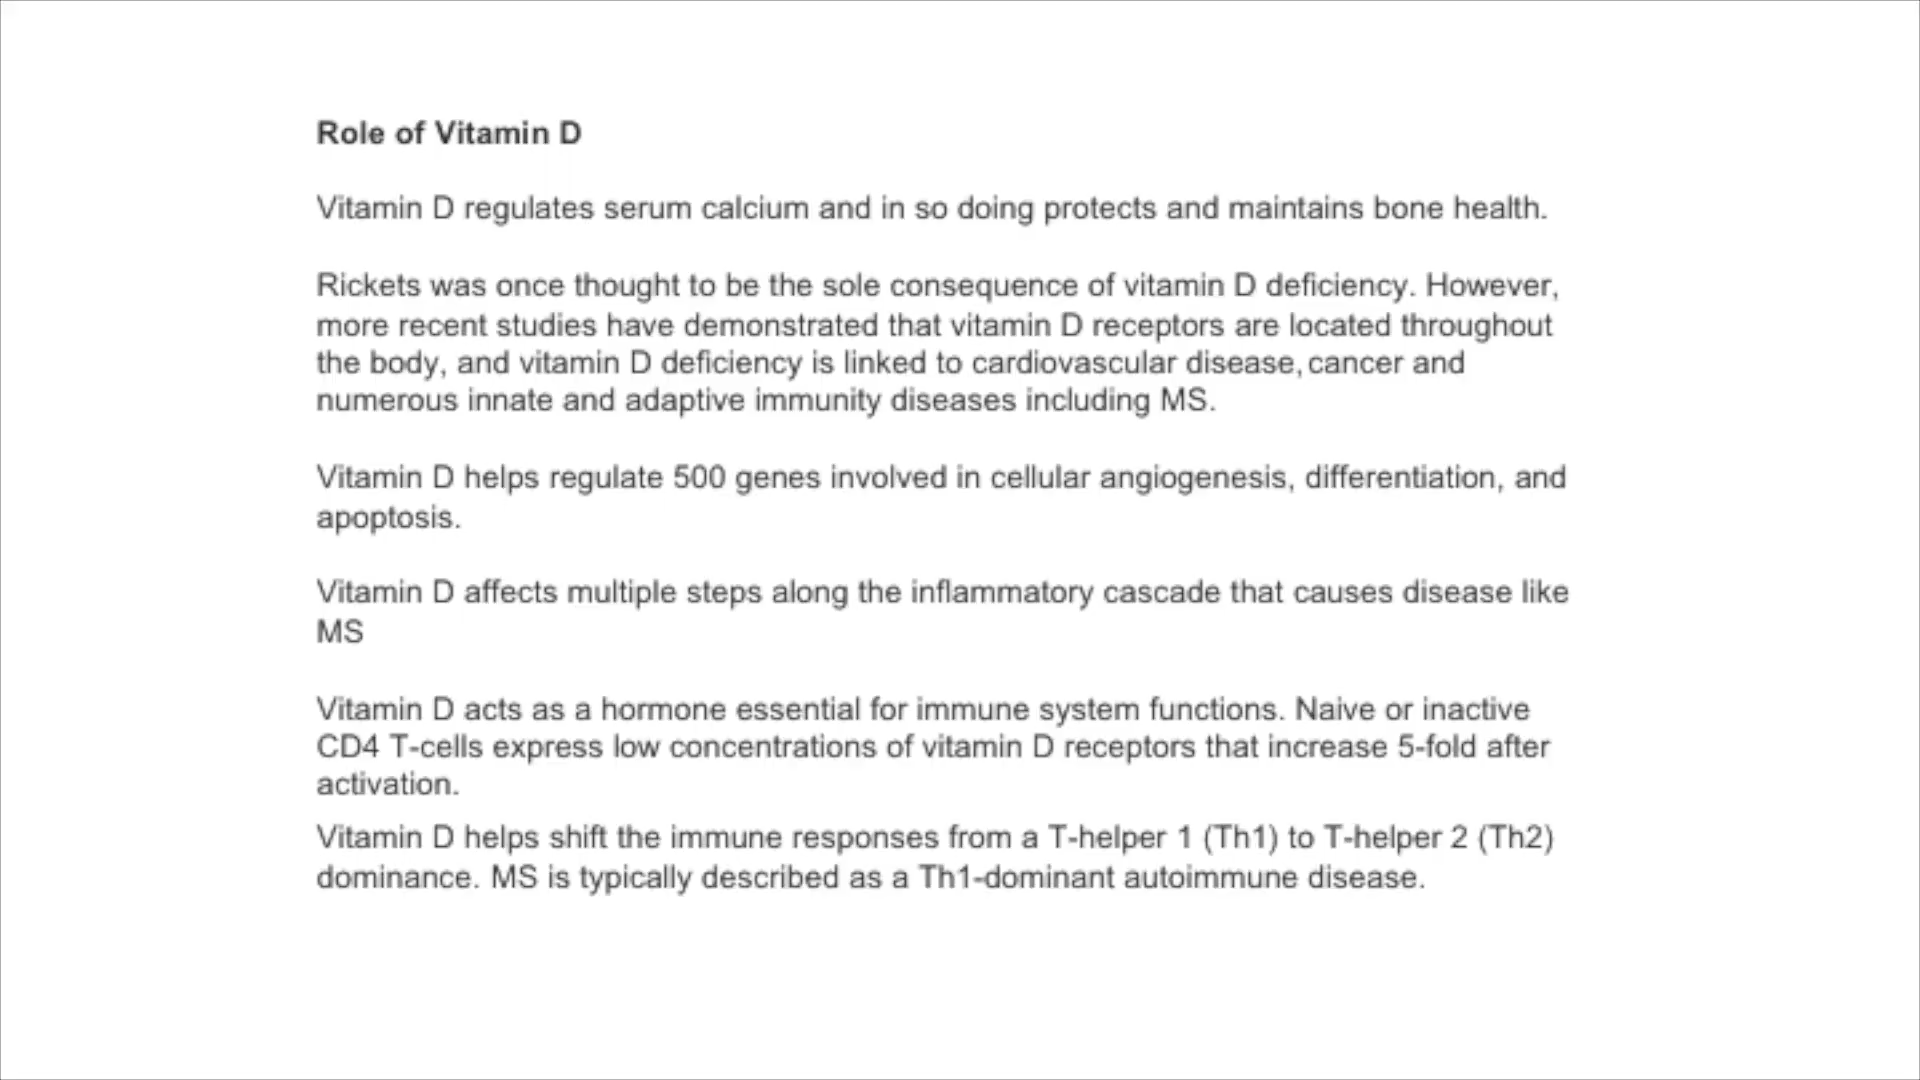 Role of Vitamin D
Vitamin D regulates serum calcium and in so doing protects and maintains bone health.
Rickets was once thought to be the sole consequence of vitamin D deficiency. However,
more recent studies have demonstrated that vitamin D receptors are located throughout
the body, and vitamin D deficiency is linked to cardiovascular disease, cancer and
numerous innate and adaptive immunity diseases including MS.
Vitamin D helps regulate 500 genes involved in cellular angiogenesis, differentiation, and
apoptosis.
Vitamin D affects multiple steps along the inflammatory cascade that causes disease like
MS
Vitamin D acts as a hormone essential for immune system functions. Naive or inactive
CD4 T-cells express low concentrations of vitamin D receptors that increase 5-fold after
activation.
Vitamin D helps shift the immune responses from a T-helper 1 (Th1) to T-helper 2 (Th2)
dominance. MS is typically described as a Th1-dominant autoimmune disease.